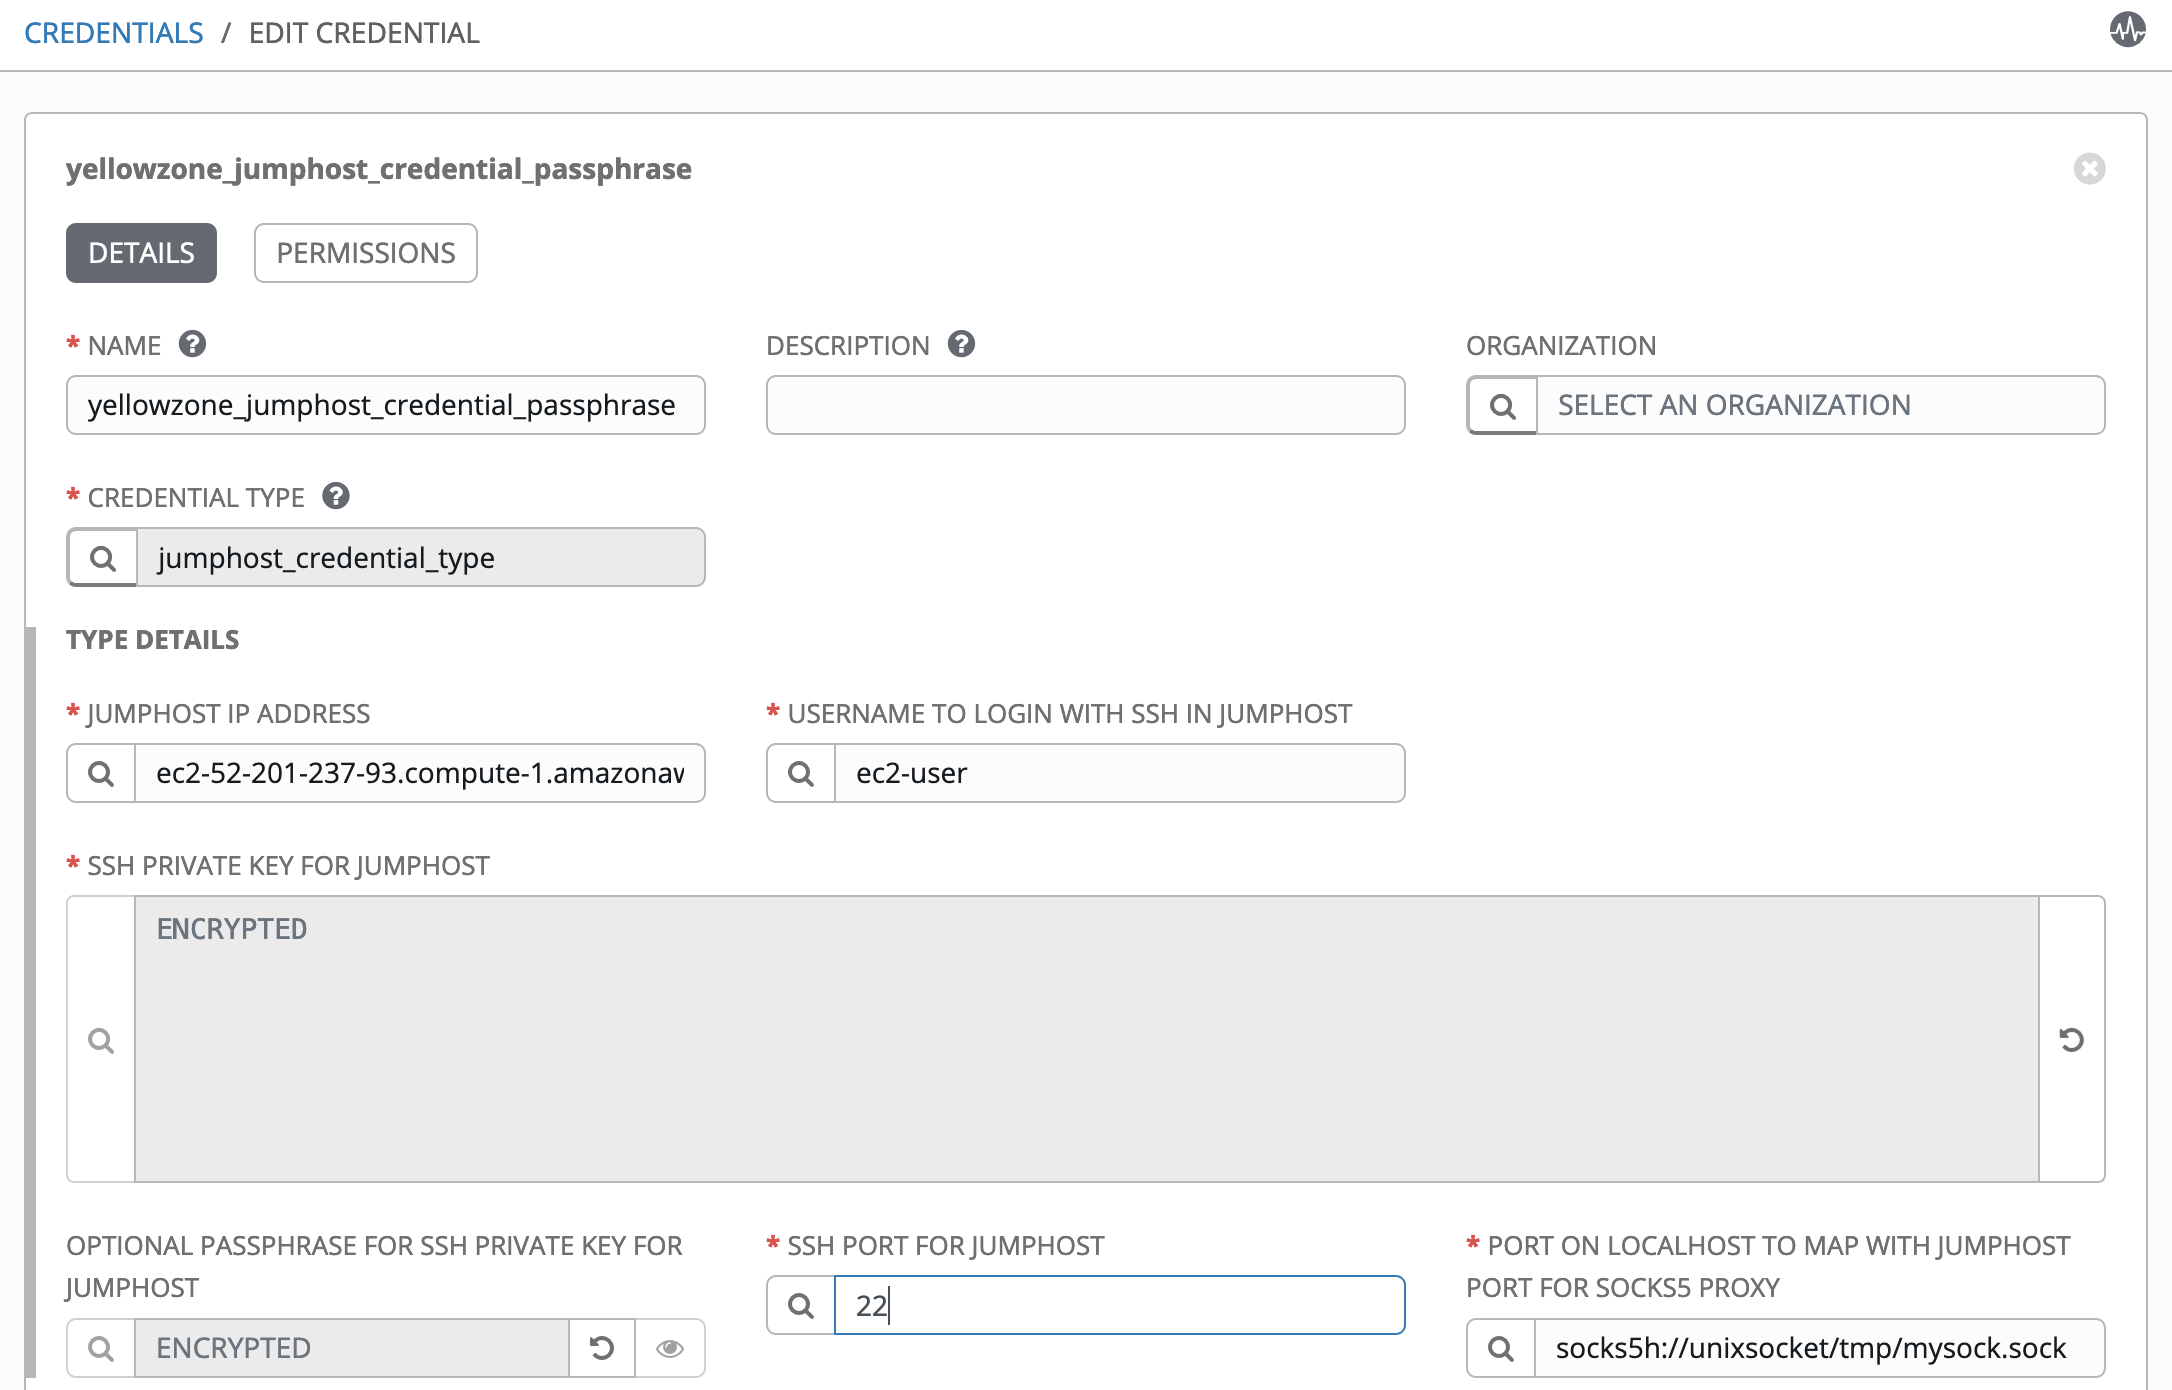 CREDENTIALS / EDIT CREDENTIAL
yellowzone_jumphost_credential_passphrase
DETAILS PERMISSIONS
* NAME ? DESCRIPTION ? ORGANIZATION
yellowzone_jumphost_credential_passphrase SELECT AN ORGANIZATION
* CREDENTIAL TYPE ?
jumphost_credential_type
TYPE DETAILS
* JUMPHOST IP ADDRESS * USERNAME TO LOGIN WITH SSH IN JUMPHOST
ec2-52-201-237-93.compute-1.amazonaw ec2-user
* SSH PRIVATE KEY FOR JUMPHOST
ENCRYPTED
OPTIONAL PASSPHRASE FOR SSH PRIVATE KEY FOR
JUMPHOST
ENCRYPTED
* SSH PORT FOR JUMPHOST
22
* PORT ON LOCALHOST TO MAP WITH JUMPHOST
PORT FOR SOCKS5 PROXY
socks5h://unixsocket/tmp/mysock.sock